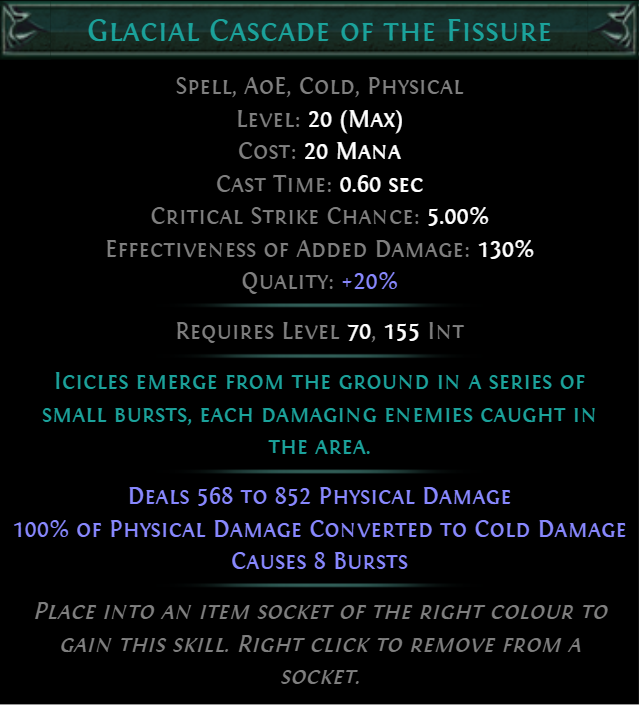 Glacial Cascade of the Fissure
Spell, AoE, Cold, Physical
Level: 20 (Max)
Cost: 20 Mana
Cast Time: 0.60 sec
Critical Strike Chance: 5.00%
Effectiveness of Added Damage: 130%
Quality: +20%
Requires Level 70, 155 Int
Icicles emerge from the ground in a series of
small bursts, each damaging enemies caught in
the area.
Deals 568 to 852 Physical Damage
100% of Physical Damage Converted to Cold Damage
Causes 8 Bursts
Place into an item socket of the right colour to
gain this skill. Right click to remove from a
socket.